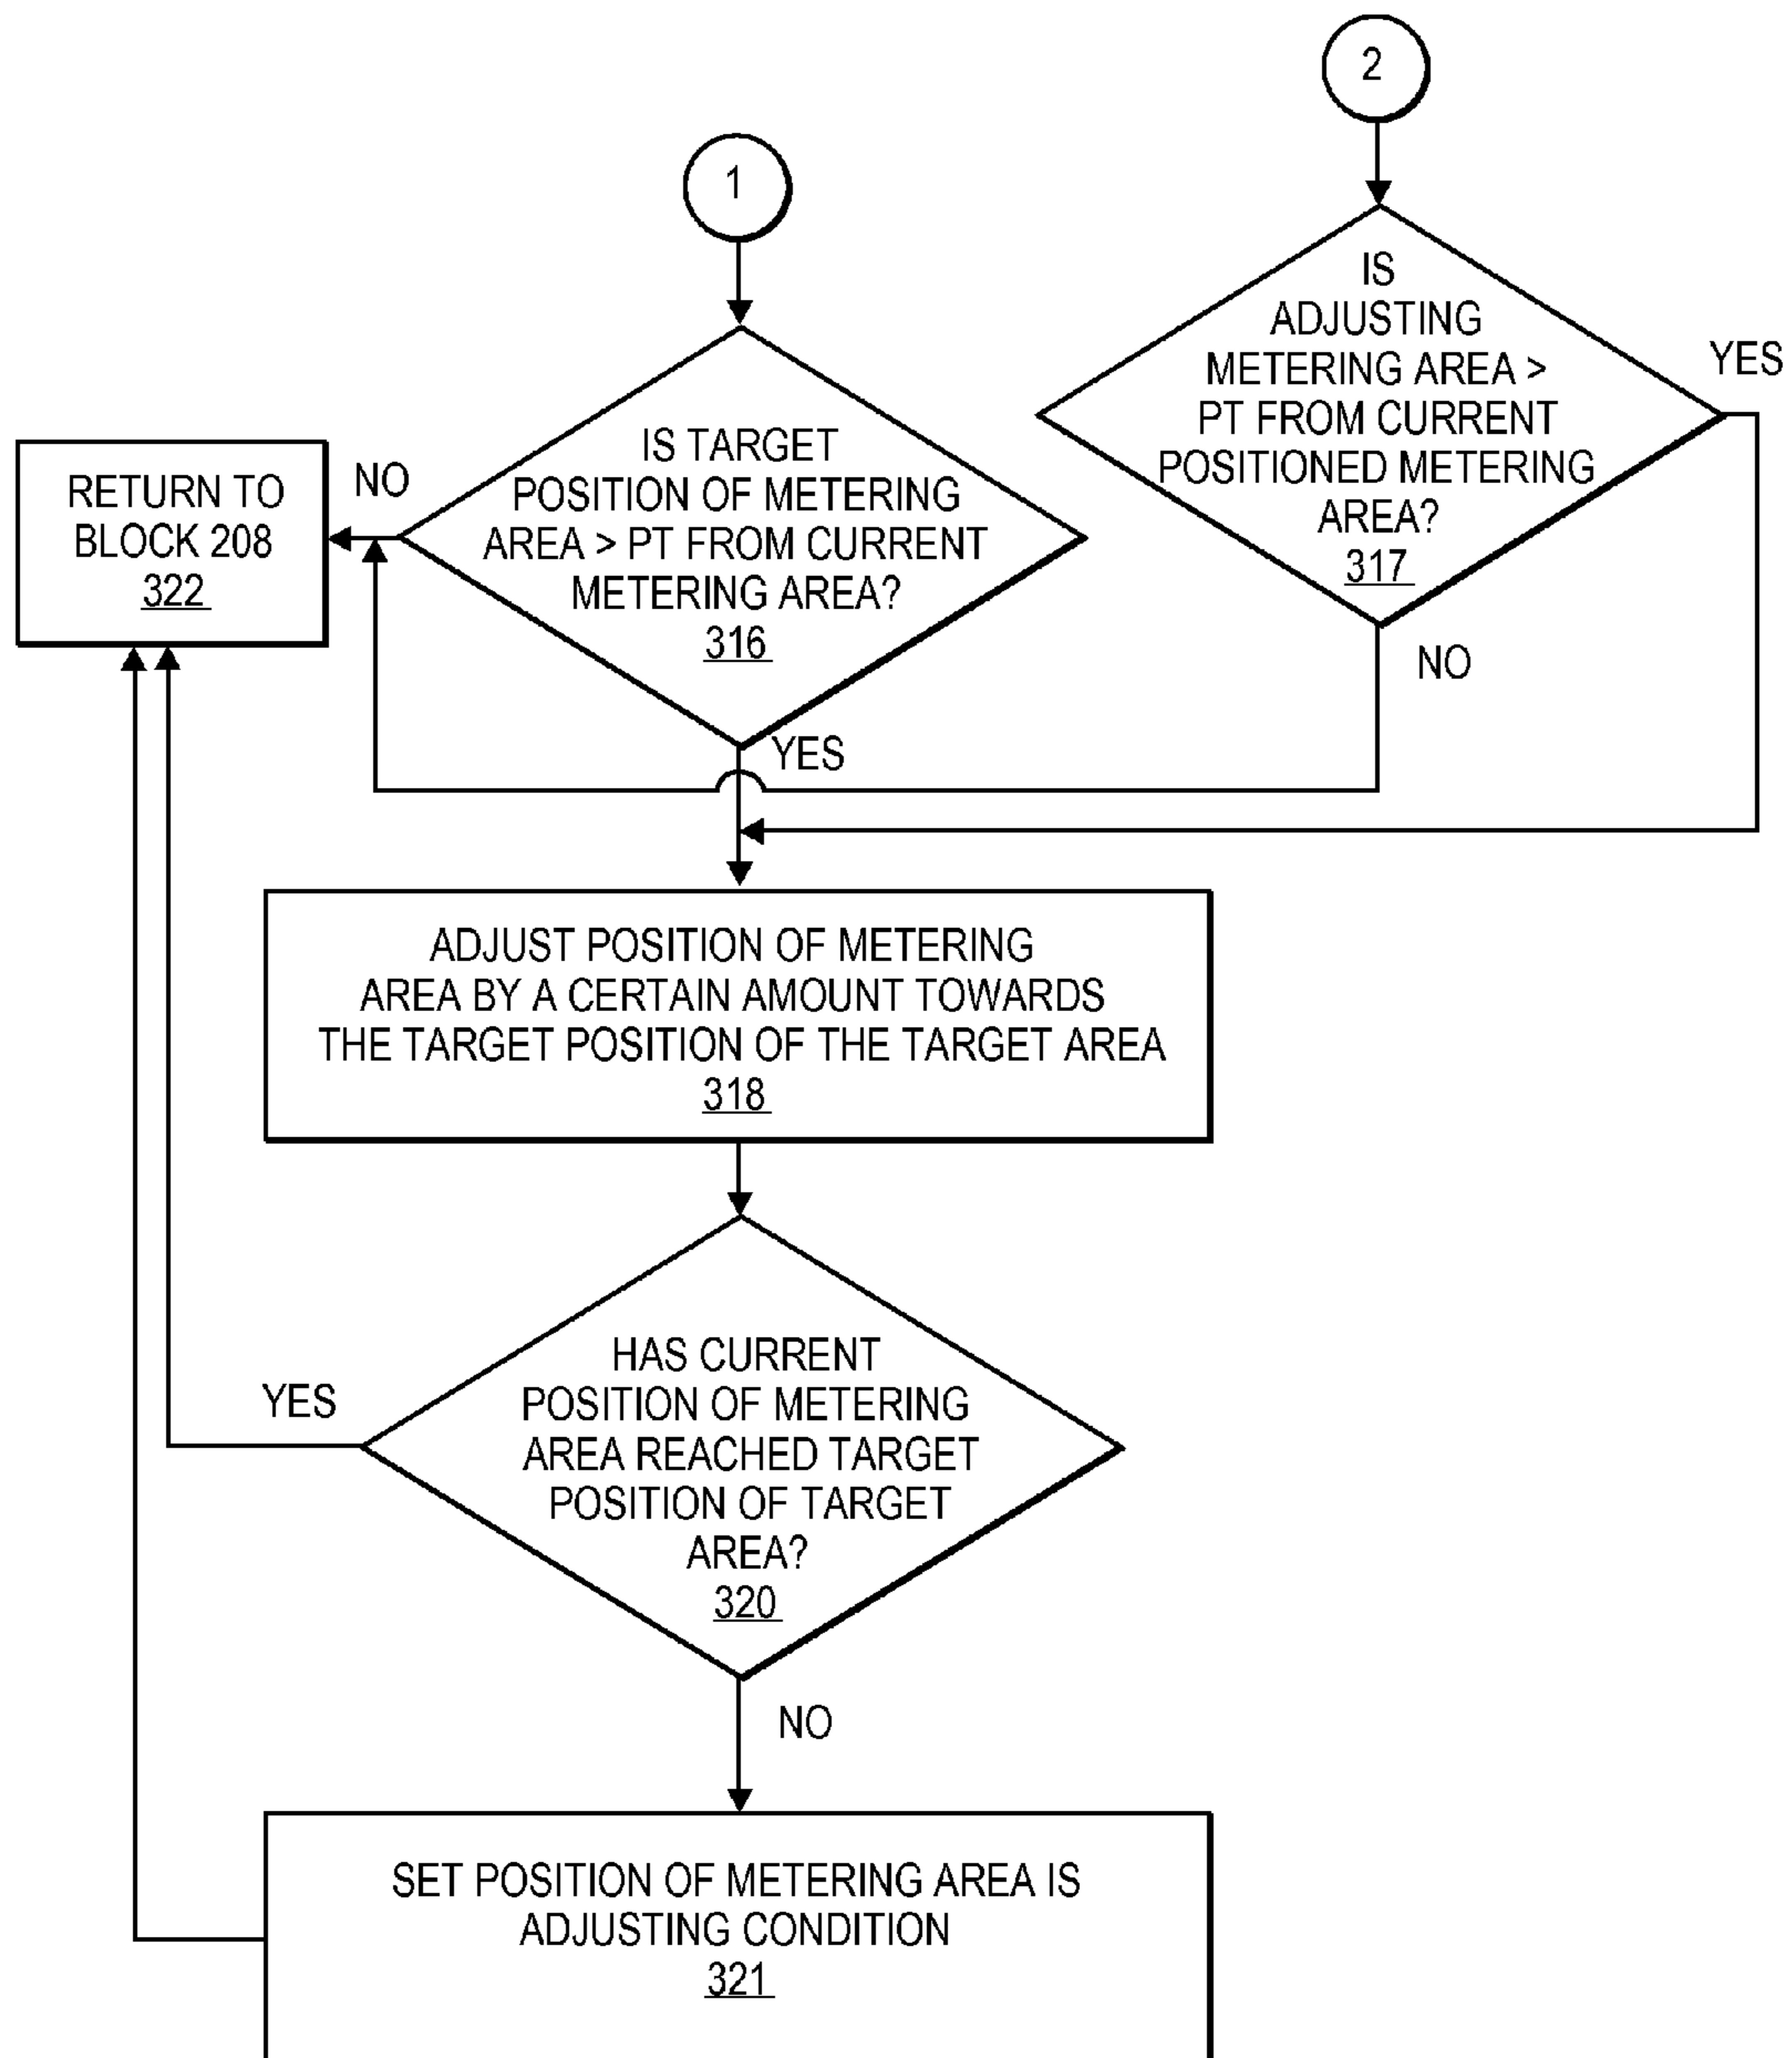 2
1
IS
ADJUSTING
METERING AREA >
PT FROM CURRENT
POSITIONED METERING
AREA?
317
YES
NO
IS TARGET
POSITION OF METERING
AREA > PT FROM CURRENT
METERING AREA?
316
NO
YES
RETURN TO
BLOCK 208
322
ADJUST POSITION OF METERING
AREA BY A CERTAIN AMOUNT TOWARDS
THE TARGET POSITION OF THE TARGET AREA
318
HAS CURRENT
POSITION OF METERING
AREA REACHED TARGET
POSITION OF TARGET
AREA?
320
YES
NO
SET POSITION OF METERING AREA IS
ADJUSTING CONDITION
321